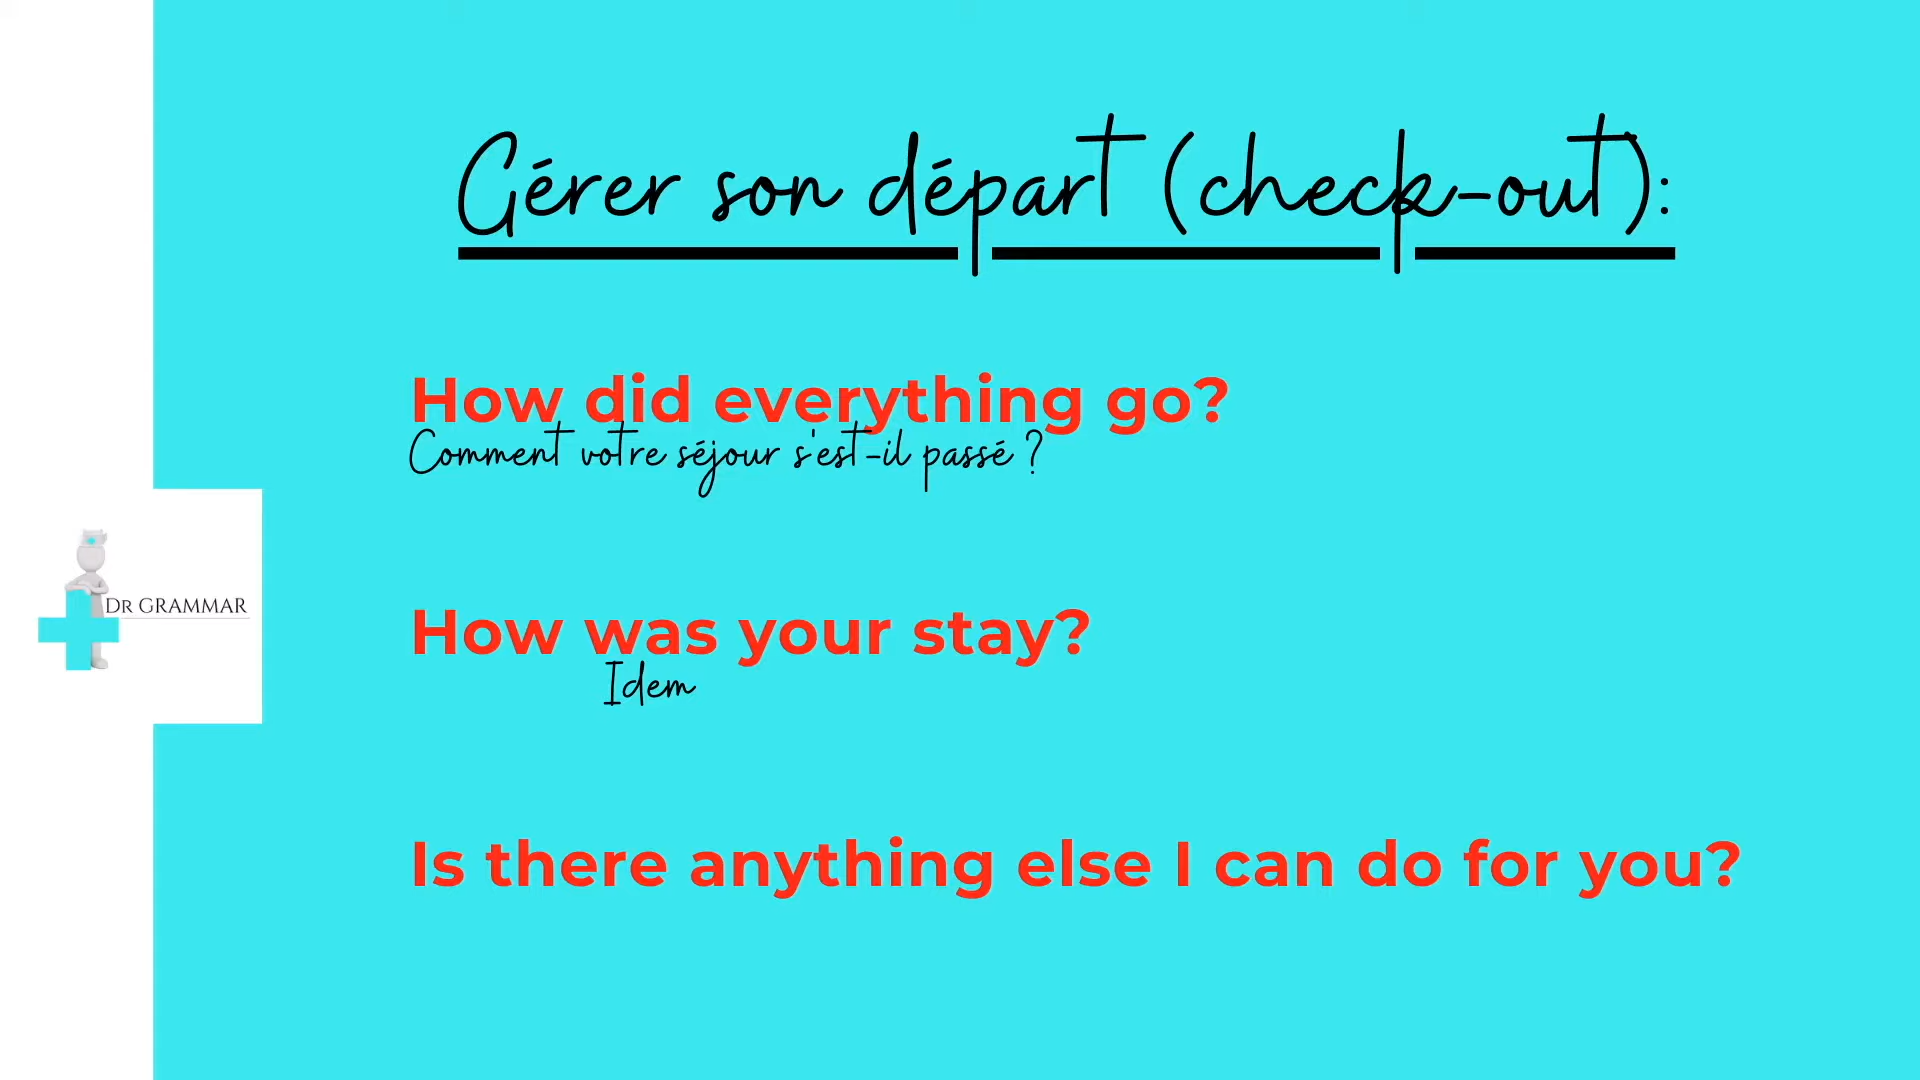 Gérer son départ (check-out):
How did everything go?
Comment votre séjour s'est-il passé ?
How was your stay?
Idem
DR GRAMMAR
Is there anything else I can do for you?